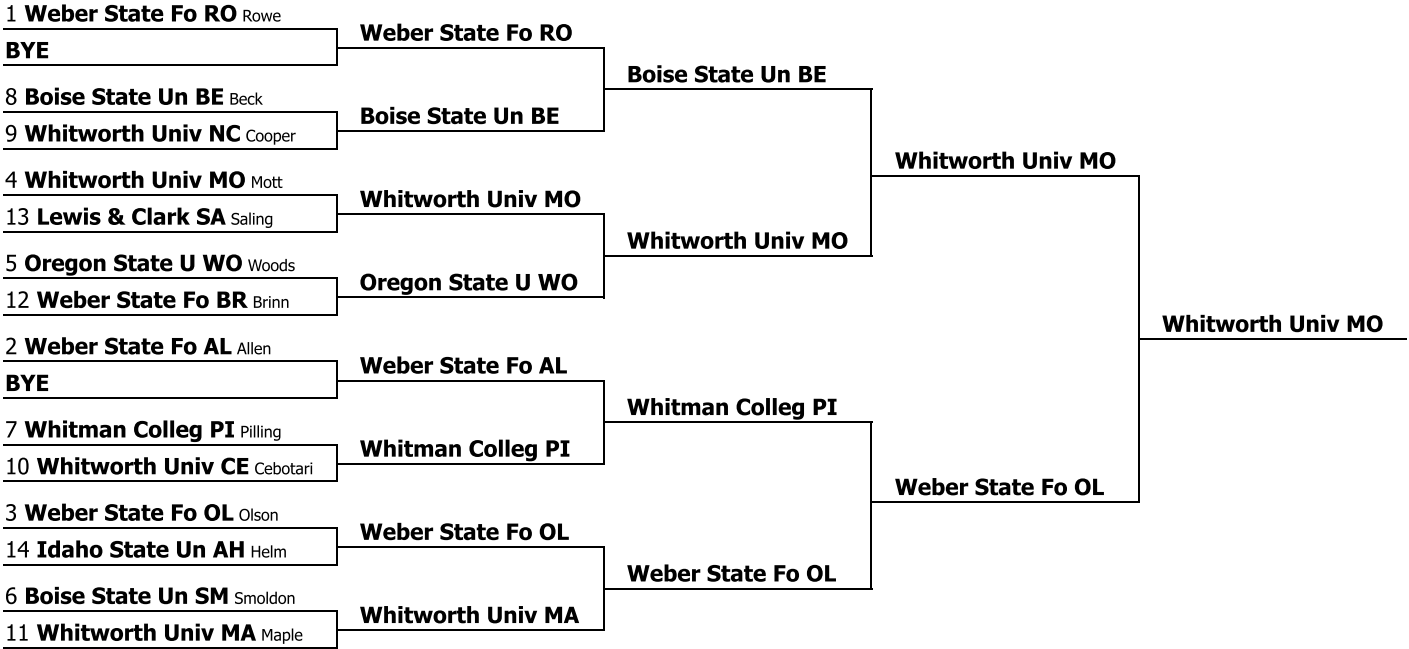 1 Weber State Fo RO Rowe
BYE
8 Boise State Un BE Beck
9 Whitworth Univ NC Cooper
4 Whitworth Univ MO Mott
13 Lewis & Clark SA Saling
5 Oregon State U WO Woods
12 Weber State Fo BR Brinn
2 Weber State Fo AL Allen
BYE
7 Whitman Colleg PI Pilling
10 Whitworth Univ CE Cebotari
3 Weber State Fo OL Olson
14 Idaho State Un AH Helm
6 Boise State Un SM Smoldon
11 Whitworth Univ MA Maple
Weber State Fo RO
Boise State Un BE
Whitworth Univ MO
Oregon State U WO
Weber State Fo AL
Whitman Colleg PI
Weber State Fo OL
Whitworth Univ MA
Boise State Un BE
Whitworth Univ MO
Whitman Colleg PI
Weber State Fo OL
Whitworth Univ MO
Weber State Fo OL
Whitworth Univ MO